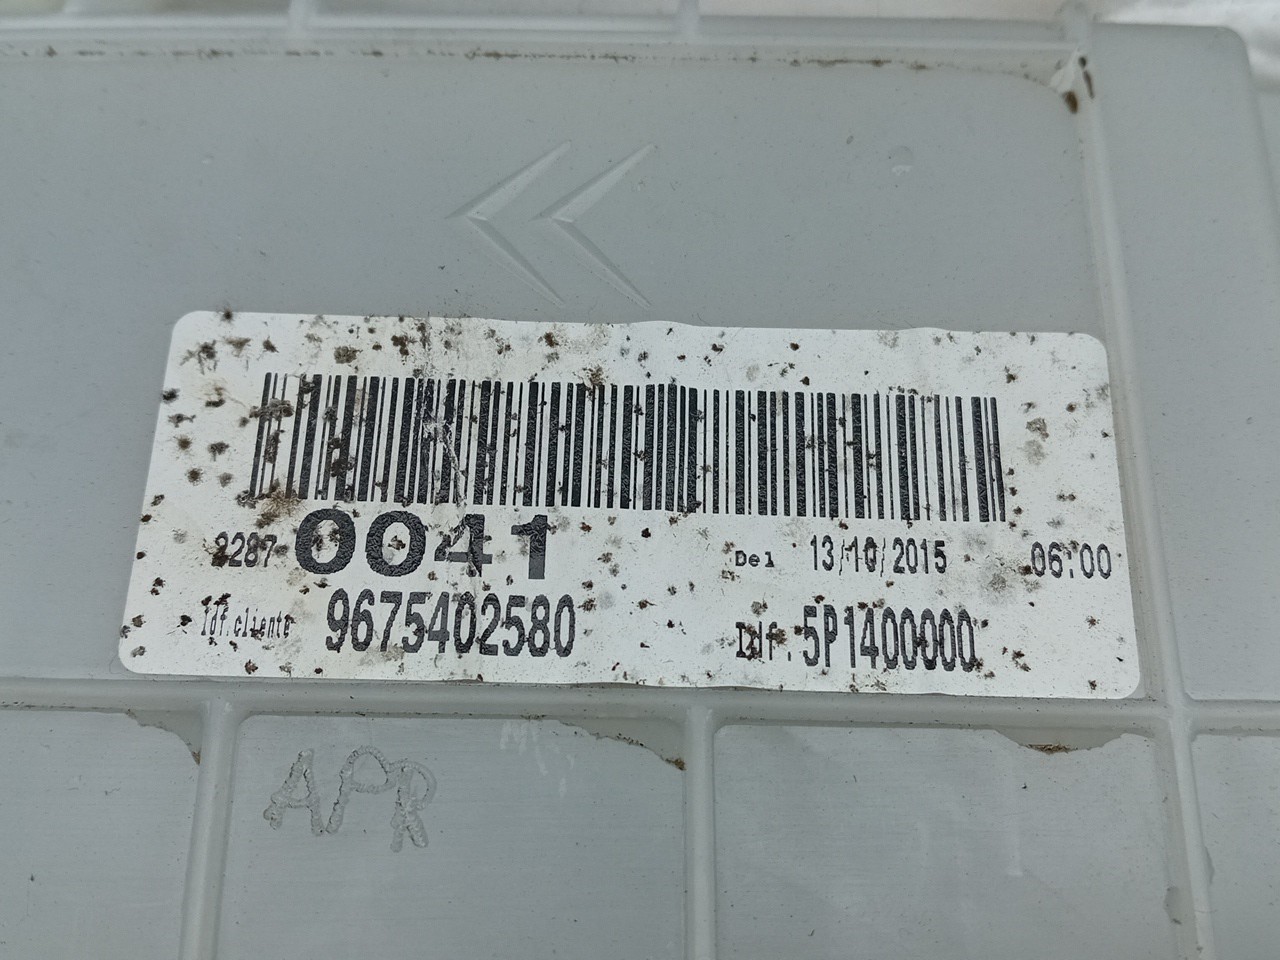 2287 0041 Del 13/10/2015 06:00
Idf.cliente 9675402580 Idf. 5P1400000
APR